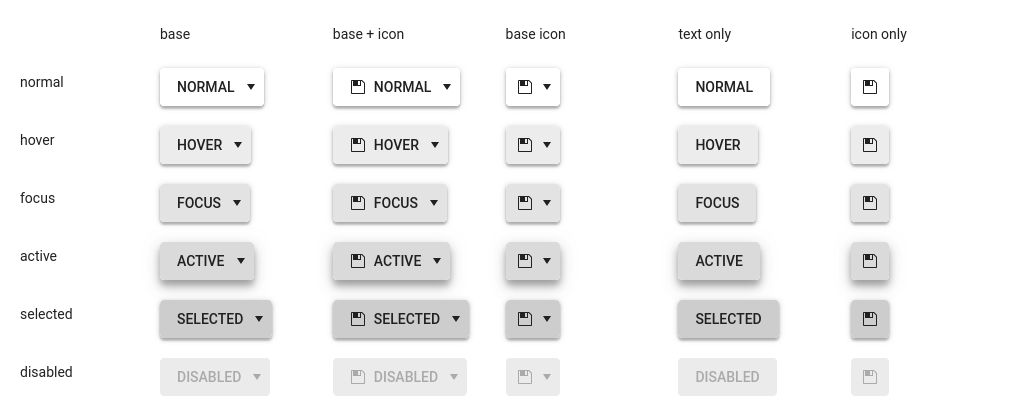 base base + icon base icon text only icon only
normal NORMAL NORMAL NORMAL
hover HOVER HOVER HOVER
focus FOCUS FOCUS FOCUS
active ACTIVE ACTIVE ACTIVE
selected SELECTED SELECTED SELECTED
disabled DISABLED DISABLED DISABLED